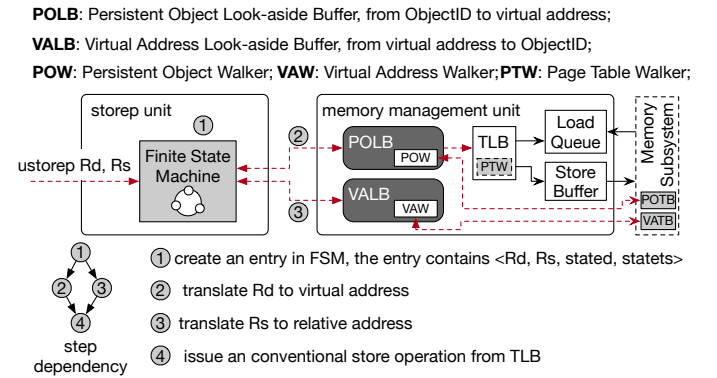 POLB: Persistent Object Look-aside Buffer, from ObjectID to virtual address;
VALB: Virtual Address Look-aside Buffer, from virtual address to ObjectID;
POW: Persistent Object Walker; VAW: Virtual Address Walker;PTW: Page Table Walker;
storep unit
1
ustorep Rd, Rs
Finite State
Machine
2
3
memory management unit
POLB
POW
VALB
VAW
TLB
PTW
Load
Queue
Store
Buffer
Memory
Subsystem
POTB
VATB
1
2 3
4
step
dependency
1 create an entry in FSM, the entry contains <Rd, Rs, stated, statets>
2 translate Rd to virtual address
3 translate Rs to relative address
4 issue an conventional store operation from TLB